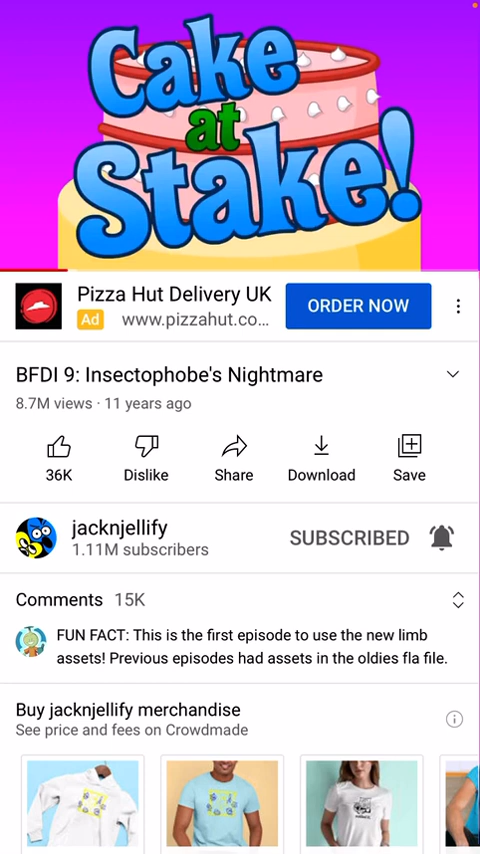 Cake
at
Stake!
Pizza Hut Delivery UK
Ad www.pizzahut.co...
ORDER NOW
BFDI 9: Insectophobe's Nightmare
8.7M views · 11 years ago
36K
Dislike
Share
Download
Save
jacknjellify
1.11M subscribers
SUBSCRIBED
Comments 15K
FUN FACT: This is the first episode to use the new limb
assets! Previous episodes had assets in the oldies fla file.
Buy jacknjellify merchandise
See price and fees on Crowdmade